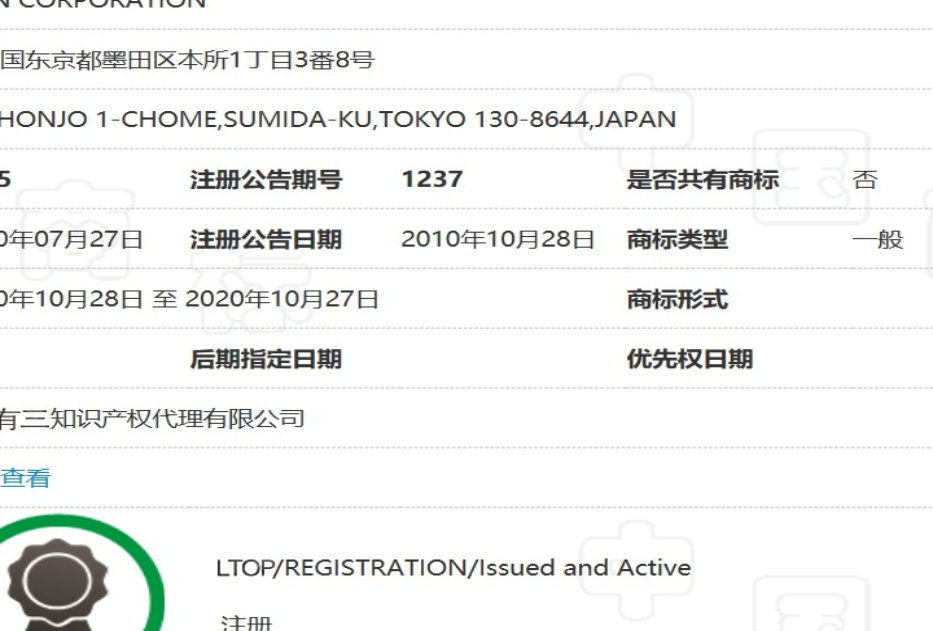 N CORPORATION
国东京都墨田区本所1丁目3番8号
HONJO 1-CHOME,SUMIDA-KU,TOKYO 130-8644,JAPAN
5 注册公告期号 1237 是否共有商标 否
0年07月27日 注册公告日期 2010年10月28日 商标类型 一般
0年10月28日 至 2020年10月27日 商标形式
后期指定日期 优先权日期
有三知识产权代理有限公司
查看
LTOP/REGISTRATION/Issued and Active
注册